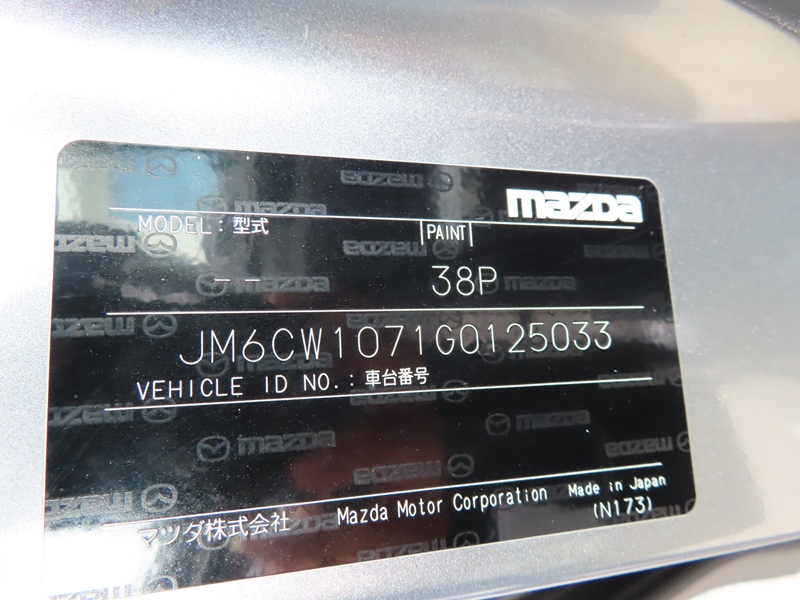 mazda
MODEL : 型式 PAINT
38P
JM6CW1071G0125033
VEHICLE ID NO. : 車台番号
マツダ株式会社 Mazda Motor Corporation Made in Japan
(N173)